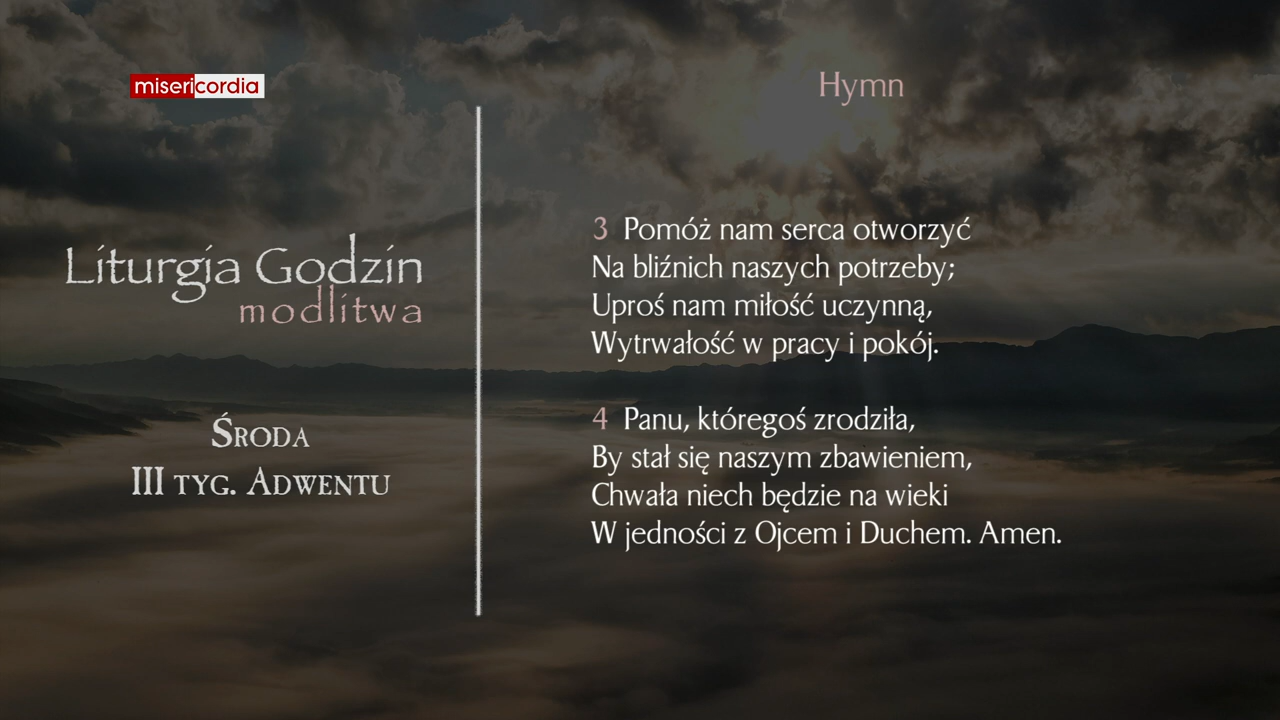 misericordia
Liturgia Godzin
modlitwa
Środa
III tyg. Adwentu
Hymn
3 Pomóż nam serca otworzyć
Na bliźnich naszych potrzeby;
Uproś nam miłość uczynną,
Wytrwałość w pracy i pokój.
4 Panu, któregoś zrodziła,
By stał się naszym zbawieniem,
Chwała niech będzie na wieki
W jedności z Ojcem i Duchem. Amen.